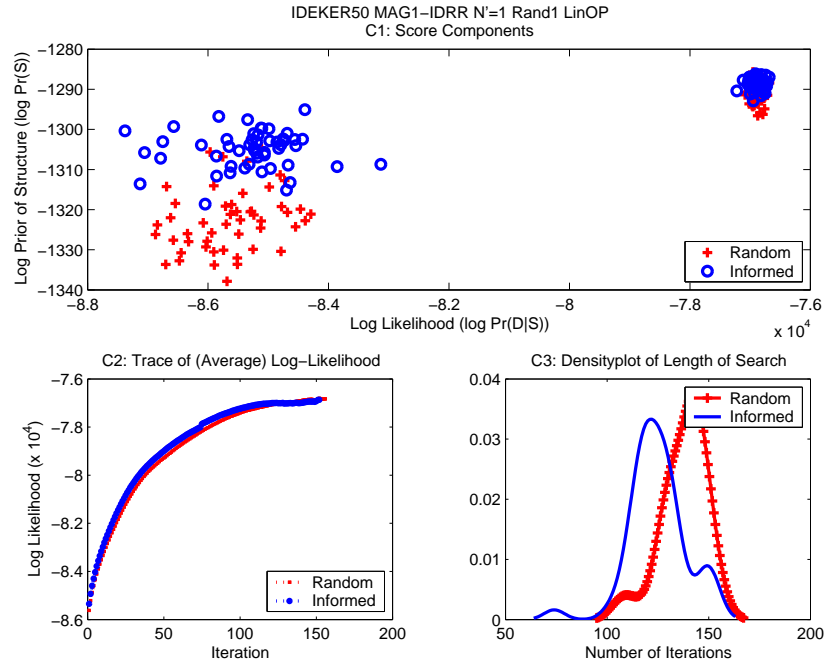 IDEKER50 MAG1−IDRR N'=1 Rand1 LinOP
C1: Score Components
Log Prior of Structure (log Pr(S))
−1280
−1290
−1300
−1310
−1320
−1330
−1340
−8.8
−8.6
−8.4
−8.2
−8
−7.8
−7.6
Log Likelihood (log Pr(D|S))
x 10^4
Random
Informed
C2: Trace of (Average) Log−Likelihood
Log Likelihood (x 10^4)
−7.6
−7.8
−8
−8.2
−8.4
−8.6
0
50
100
150
200
Iteration
Random
Informed
C3: Densityplot of Length of Search
0.04
0.03
0.02
0.01
0
50
100
150
200
Number of Iterations
Random
Informed